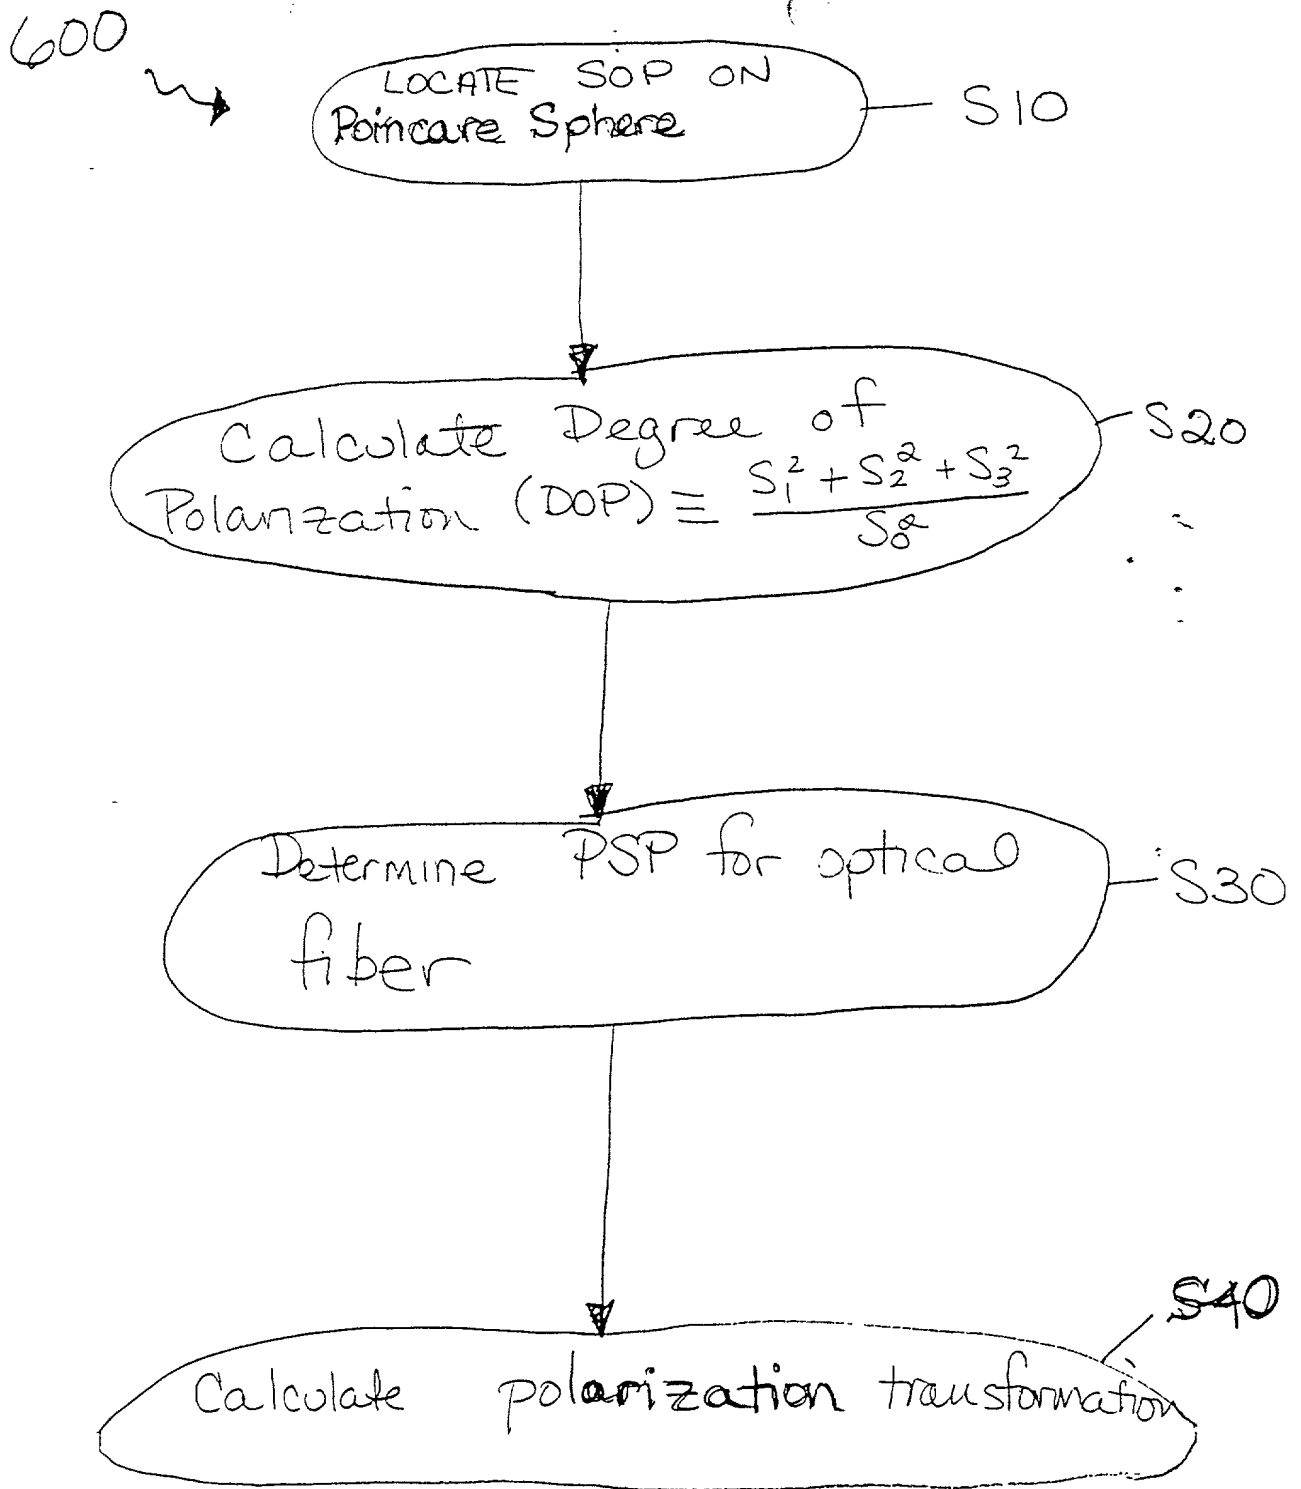 600
LOCATE SOP ON
Poincare Sphere
S10
Calculate Degree of
Polarization (DOP) ≡ S₁² + S₂² + S₃²
S₀²
S20
Determine PSP for optical
fiber
S30
S40
Calculate polarization transformation